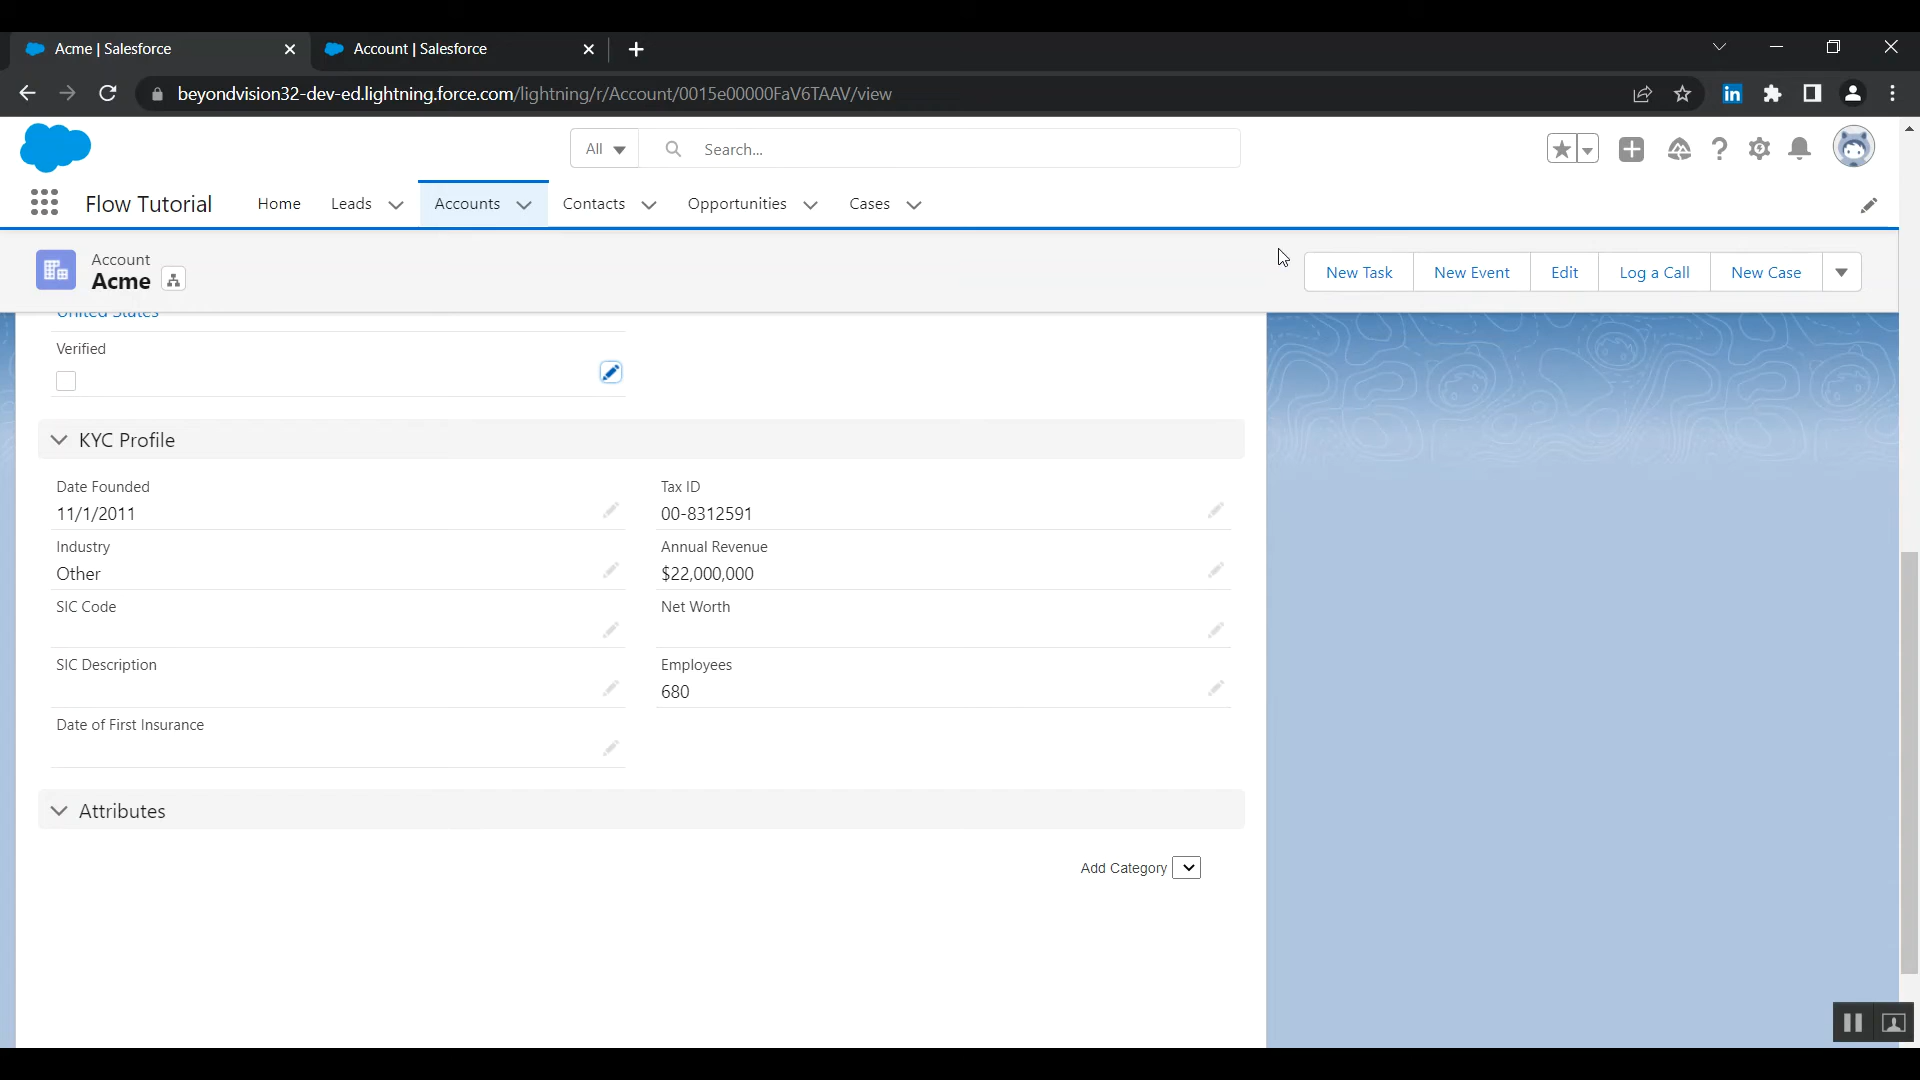 Acme | Salesforce
Account | Salesforce
beyondvision32-dev-ed.lightning.force.com/lightning/r/Account/0015e00000FaV6TAAV/view
in
All
Search...
Flow Tutorial
Home
Leads
Accounts
Contacts
Opportunities
Cases
Account
Acme
New Task
New Event
Edit
Log a Call
New Case
United States
Verified
KYC Profile
Date Founded
11/1/2011
Tax ID
00-8312591
Industry
Other
Annual Revenue
$22,000,000
SIC Code
Net Worth
SIC Description
Employees
680
Date of First Insurance
Attributes
Add Category